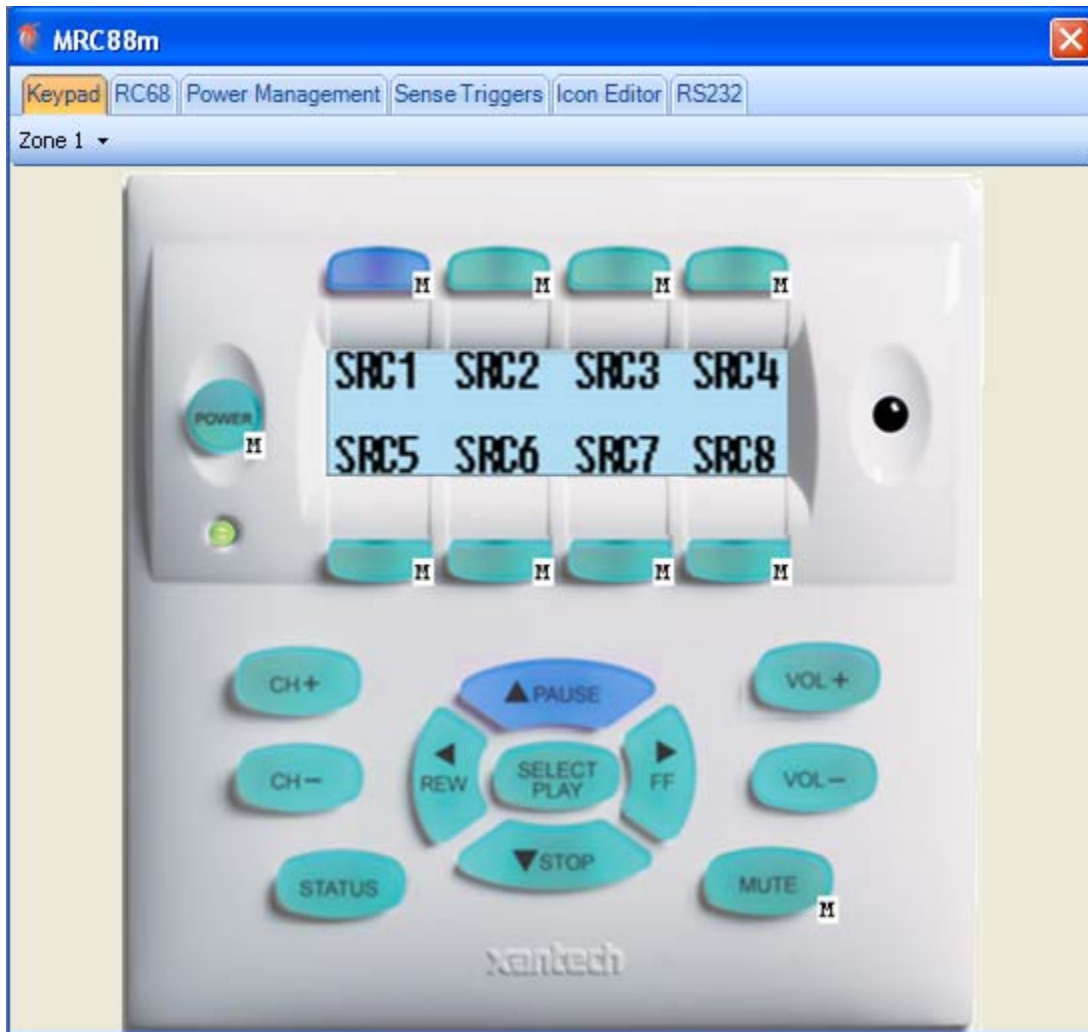 MRC88m
Keypad RC68 Power Management Sense Triggers Icon Editor RS232
Zone 1
M M M M
SRC1 SRC2 SRC3 SRC4
POWER
M
SRC5 SRC6 SRC7 SRC8
M M M M
CH+ ▲ PAUSE VOL+
CH− ◀ REW SELECT PLAY ▶ FF VOL−
▼ STOP
STATUS MUTE
M
xantech